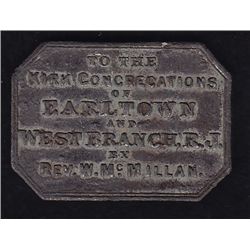 TO THE
KIRK CONGREGATIONS
OF
EARLTOWN
AND
WEST BRANCH, R.J.
BY
REV. W. McMILLAN.